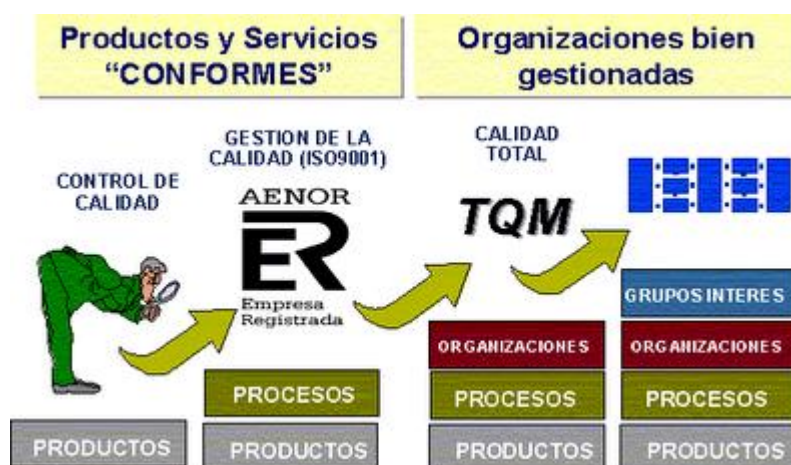 Productos y Servicios
“CONFORMES”
Organizaciones bien
gestionadas
CONTROL DE
CALIDAD
GESTION DE LA
CALIDAD (ISO9001)
AENOR
ER
Empresa
Registrada
CALIDAD
TOTAL
TQM
GRUPOS INTERES
ORGANIZACIONES
ORGANIZACIONES
PROCESOS
PROCESOS
PROCESOS
PRODUCTOS
PRODUCTOS
PRODUCTOS
PRODUCTOS